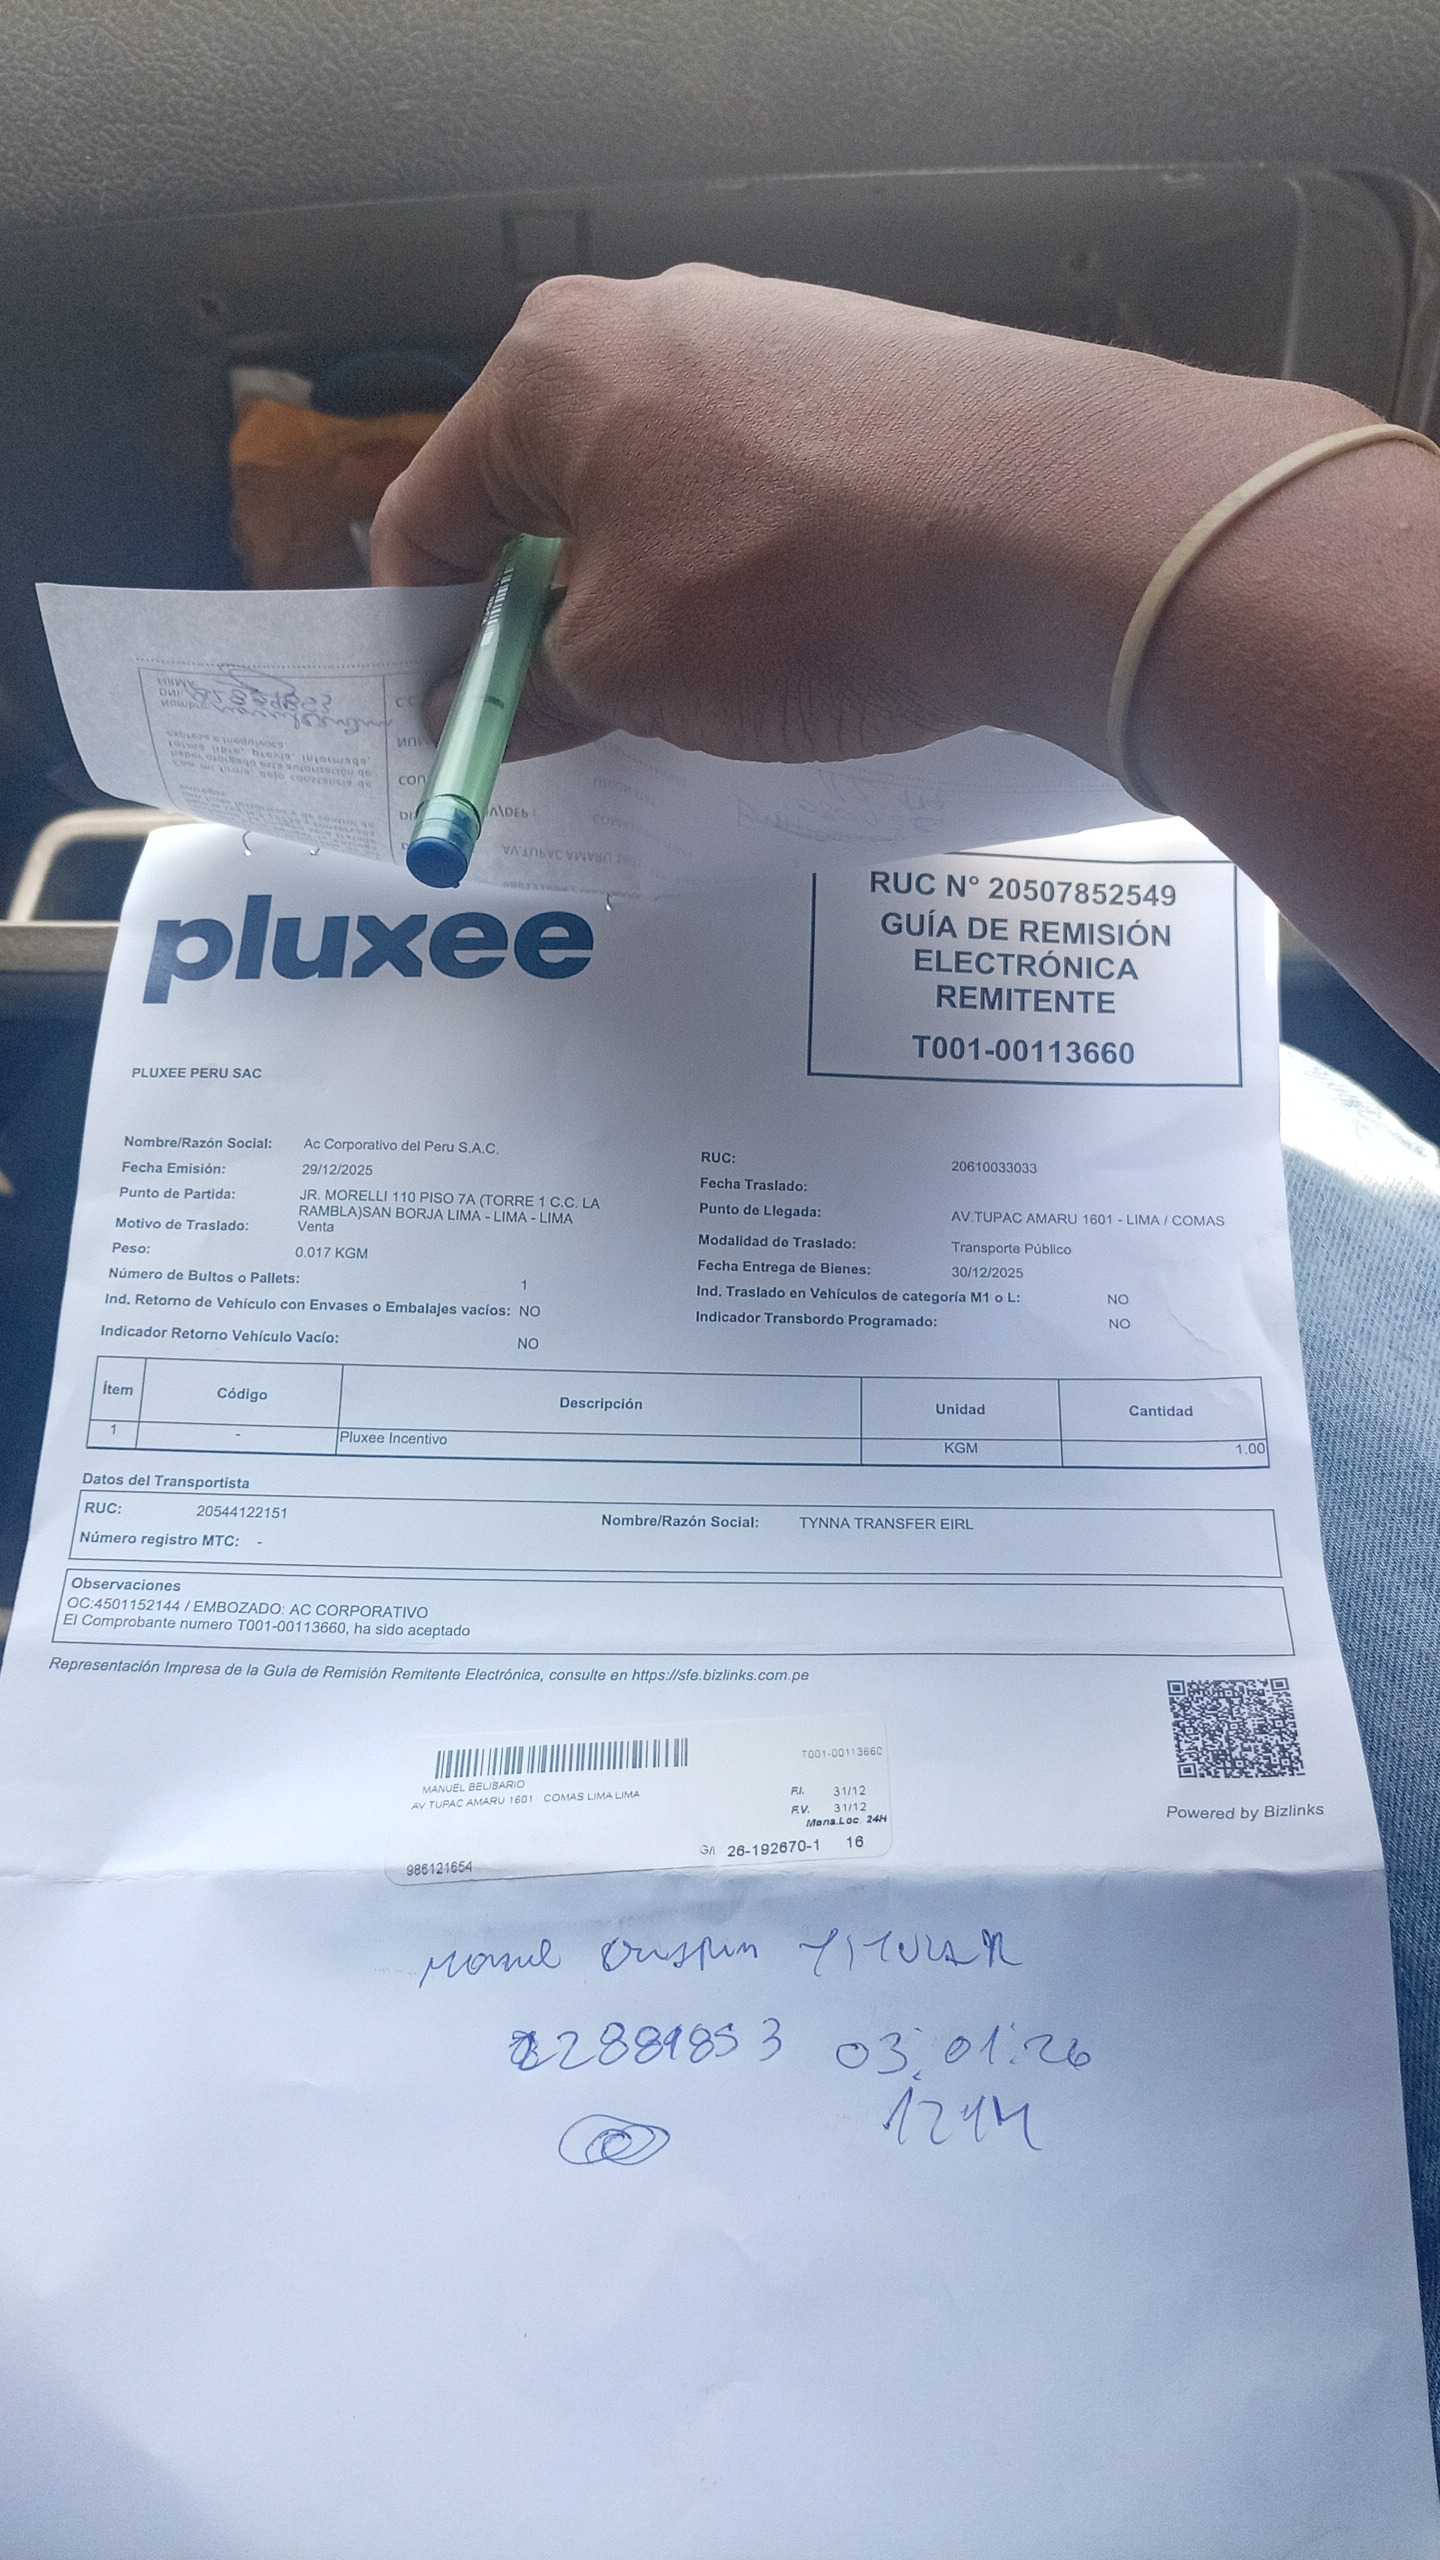 pluxee
RUC N° 20507852549
GUÍA DE REMISIÓN
ELECTRÓNICA
REMITENTE
T001-00113660
PLUXEE PERU SAC
Nombre/Razón Social: Ac Corporativo del Peru S.A.C.
Fecha Emisión: 29/12/2025
Punto de Partida: JR. MORELLI 110 PISO 7A (TORRE 1 C.C. LA
RAMBLA)SAN BORJA LIMA - LIMA - LIMA
Motivo de Traslado: Venta
Peso: 0.017 KGM
Número de Bultos o Pallets: 1
Ind. Retorno de Vehículo con Envases o Embalajes vacíos: NO
Indicador Retorno Vehículo Vacío: NO
RUC: 20610033033
Fecha Traslado:
Punto de Llegada: AV.TUPAC AMARU 1601 - LIMA / COMAS
Modalidad de Traslado: Transporte Público
Fecha Entrega de Bienes: 30/12/2025
Ind. Traslado en Vehículos de categoría M1 o L: NO
Indicador Transbordo Programado: NO
Ítem Código Descripción Unidad Cantidad
1 - Pluxee Incentivo KGM 1.00
Datos del Transportista
RUC: 20544122151 Nombre/Razón Social: TYNNA TRANSFER EIRL
Número registro MTC: -
Observaciones
OC:4501152144 / EMBOZADO: AC CORPORATIVO
El Comprobante numero T001-00113660, ha sido aceptado
Representación Impresa de la Guía de Remisión Remitente Electrónica, consulte en https://sfe.bizlinks.com.pe
T001-00113660
MANUEL BELISARIO
AV TUPAC AMARU 1601 COMAS LIMA LIMA
F.I. 31/12
F.V. 31/12
Mens.Loc. 24H
G/I 26-192670-1 16
986121654
Powered by Bizlinks
Manuel Crispin TITULAR
03.01.26